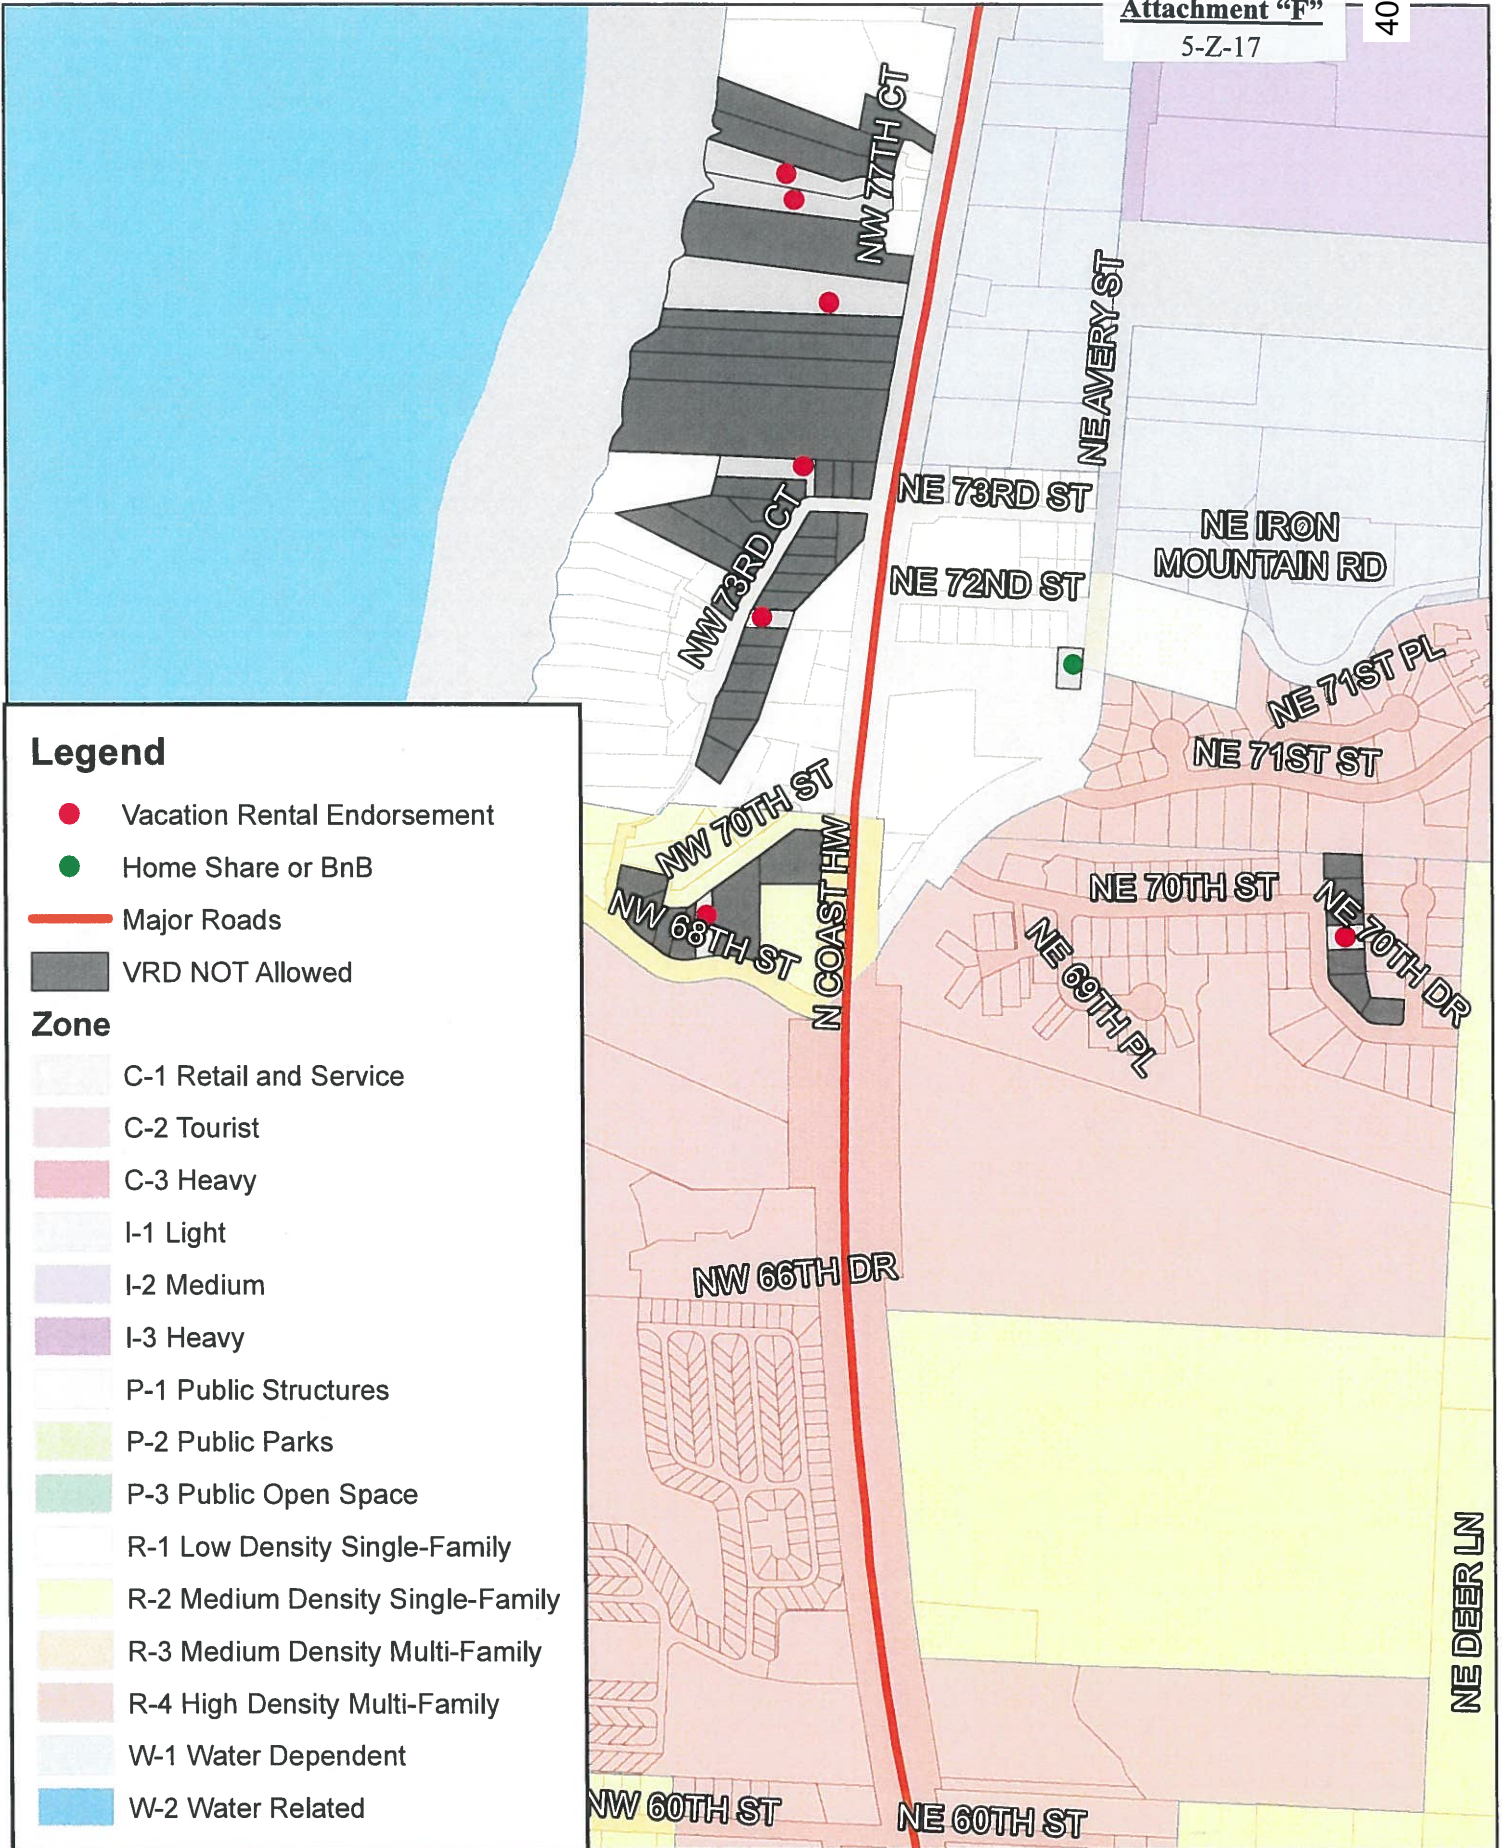 Attachment “F”
5-Z-17
40
NW 77TH CT
NE AVERY ST
NE 73RD ST
NE IRON
MOUNTAIN RD
NW 73RD CT
NE 72ND ST
NE 71ST PL
NE 71ST ST
NW 70TH ST
NW 68TH ST
N COAST HW
NE 70TH ST
NE 70TH DR
NE 69TH PL
NW 66TH DR
NE DEER LN
NW 60TH ST
NE 60TH ST
Legend
Vacation Rental Endorsement
Home Share or BnB
Major Roads
VRD NOT Allowed
Zone
C-1 Retail and Service
C-2 Tourist
C-3 Heavy
I-1 Light
I-2 Medium
I-3 Heavy
P-1 Public Structures
P-2 Public Parks
P-3 Public Open Space
R-1 Low Density Single-Family
R-2 Medium Density Single-Family
R-3 Medium Density Multi-Family
R-4 High Density Multi-Family
W-1 Water Dependent
W-2 Water Related